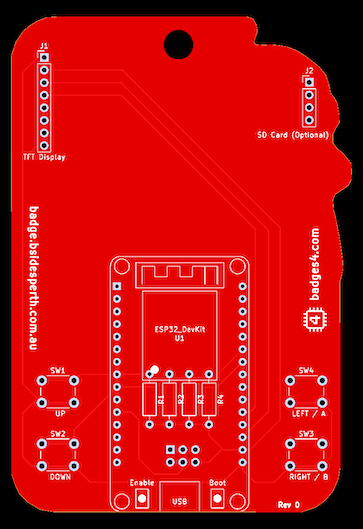 J1
J2
SD Card (Optional)
TFT Display
badge.bsidesperth.com.au
badges4.com
4
ESP32_DevKit
U1
SW1
SW4
R1
R2
R3
R4
UP
LEFT / A
SW2
SW3
DOWN
RIGHT / B
Enable
Boot
USB
Rev 0